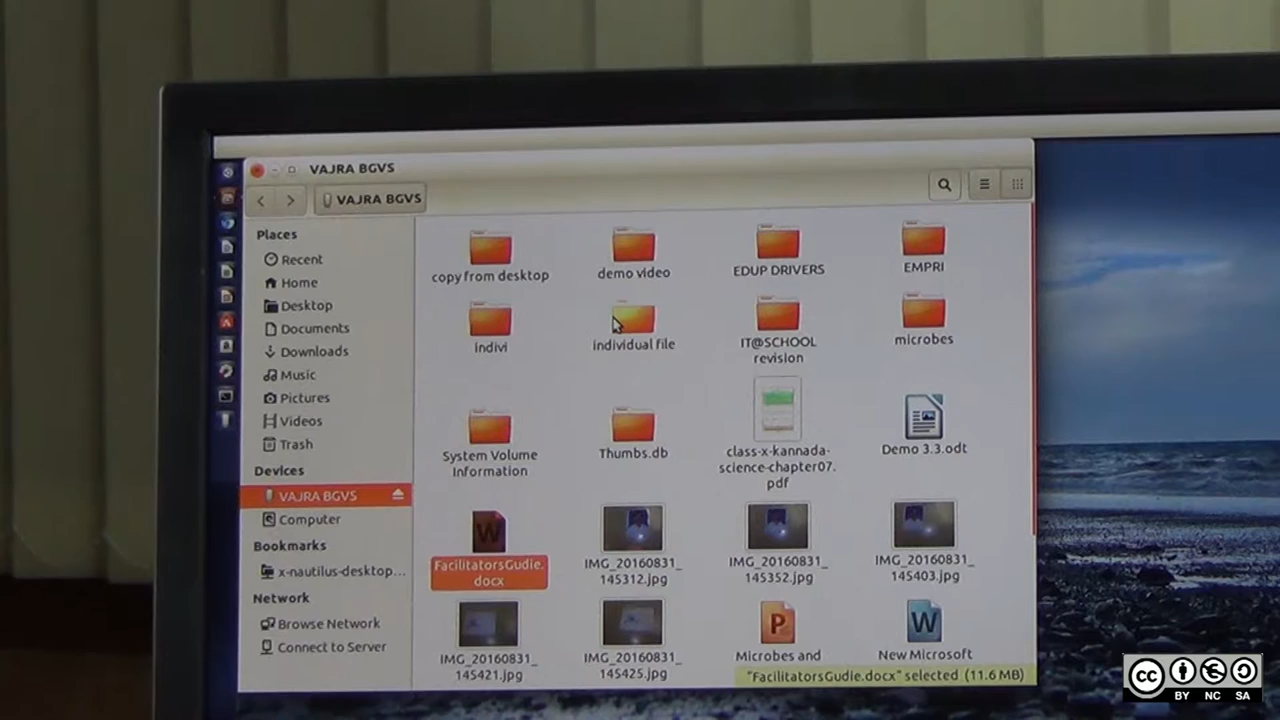 VAJRA BGVS
VAJRA BGVS
Places
Recent
Home
Desktop
Documents
Downloads
Music
Pictures
Videos
Trash
Devices
VAJRA BGVS
Computer
Bookmarks
x-nautilus-desktop...
Network
Browse Network
Connect to Server
copy from desktop
demo video
EDUP DRIVERS
EMPRI
indivi
individual file
IT@SCHOOL
revision
microbes
System Volume
Information
Thumbs.db
class-x-kannada-
science-chapter07.
pdf
Demo 3.3.odt
W
FacilitatorsGudie.
docx
IMG_20160831_
145312.jpg
IMG_20160831_
145352.jpg
IMG_20160831_
145403.jpg
IMG_20160831_
145421.jpg
IMG_20160831_
145425.jpg
P
Microbes and
W
New Microsoft
"FacilitatorsGudie.docx" selected (11.6 MB)
cc
BY NC SA